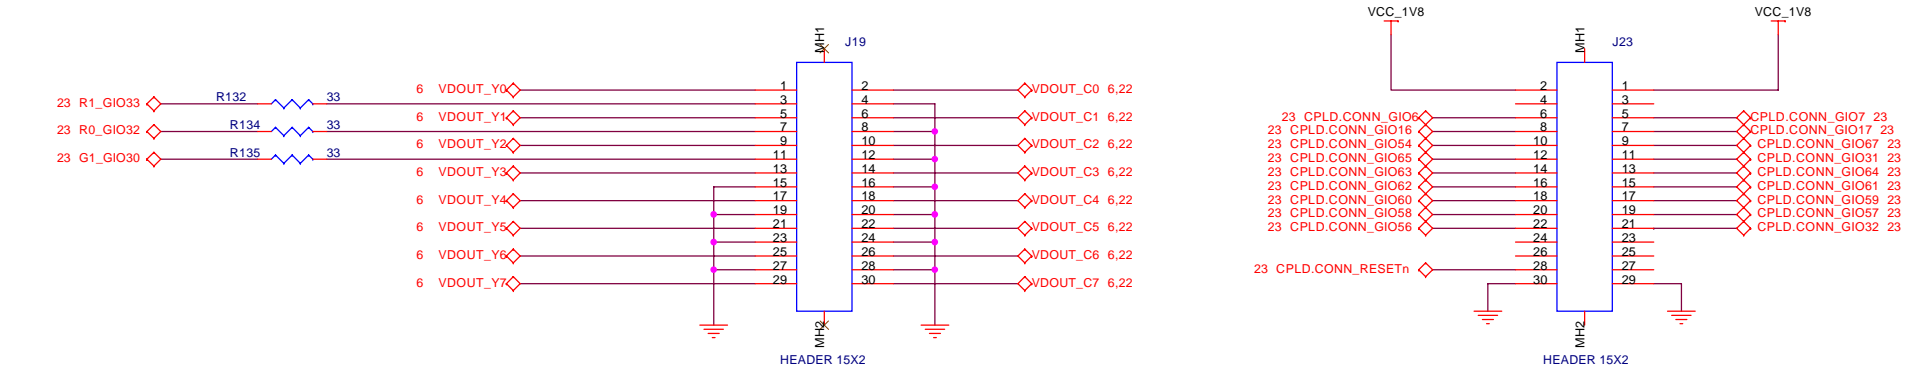 VCC_1V8 VCC_1V8
MH1 J19 MH1 J23
6 VDOUT_Y0 1 2 VDOUT_C0 6,22 2 1
23 R1_GIO33 R132 33 3 4 4 3
6 VDOUT_Y1 5 6 VDOUT_C1 6,22 23 CPLD.CONN_GIO6 6 5 CPLD.CONN_GIO7 23
23 R0_GIO32 R134 33 7 8 23 CPLD.CONN_GIO16 8 7 CPLD.CONN_GIO17 23
6 VDOUT_Y2 9 10 VDOUT_C2 6,22 23 CPLD.CONN_GIO54 10 9 CPLD.CONN_GIO67 23
23 G1_GIO30 R135 33 11 12 23 CPLD.CONN_GIO65 12 11 CPLD.CONN_GIO31 23
6 VDOUT_Y3 13 14 VDOUT_C3 6,22 23 CPLD.CONN_GIO63 14 13 CPLD.CONN_GIO64 23
15 16 23 CPLD.CONN_GIO62 16 15 CPLD.CONN_GIO61 23
6 VDOUT_Y4 17 18 VDOUT_C4 6,22 23 CPLD.CONN_GIO60 18 17 CPLD.CONN_GIO59 23
19 20 23 CPLD.CONN_GIO58 20 19 CPLD.CONN_GIO57 23
6 VDOUT_Y5 21 22 VDOUT_C5 6,22 23 CPLD.CONN_GIO56 22 21 CPLD.CONN_GIO32 23
23 24 24 23
6 VDOUT_Y6 25 26 VDOUT_C6 6,22 26 25
27 28 23 CPLD.CONN_RESETn 28 27
6 VDOUT_Y7 29 30 VDOUT_C7 6,22 30 29
MH2 MH2
HEADER 15X2 HEADER 15X2